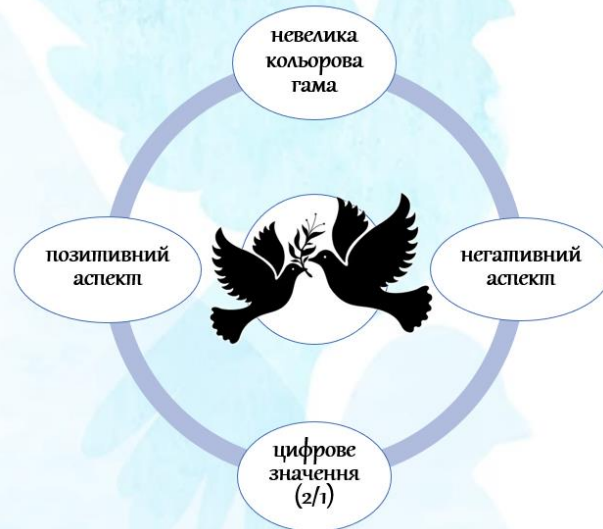 невелика
кольорова
гама
позитивний
аспект
негативний
аспект
цифрове
значення
(2/1)